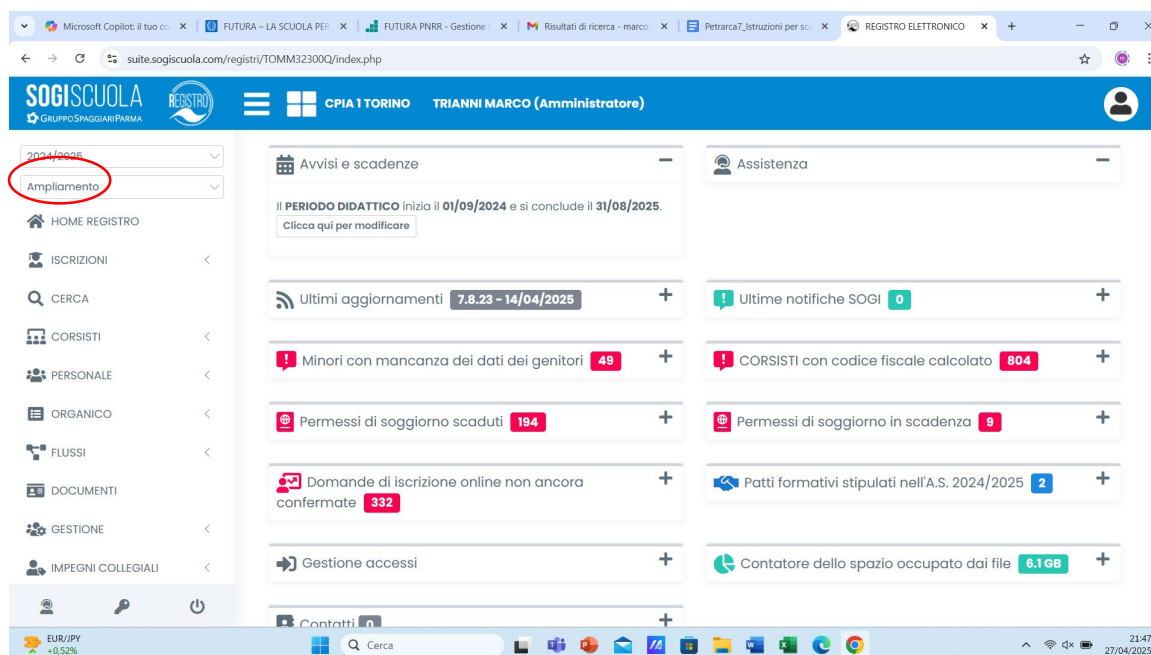 Microsoft Copilot: il tuo co
FUTURA – LA SCUOLA PER
FUTURA PNRR - Gestione
Risultati di ricerca - marco.
Petrarca7_Istruzioni per sc
REGISTRO ELETTRONICO
suite.sogiscuola.com/registri/TOMM32300Q/index.php
SOGISCUOLA
GRUPPO SPAGGIARI PARMA
REGISTRO
CPIA 1 TORINO TRIANNI MARCO (Amministratore)
2024/2025
Ampliamento
HOME REGISTRO
ISCRIZIONI
CERCA
CORSISTI
PERSONALE
ORGANICO
FLUSSI
DOCUMENTI
GESTIONE
IMPEGNI COLLEGIALI
Avvisi e scadenze
Il PERIODO DIDATTICO inizia il 01/09/2024 e si conclude il 31/08/2025.
Clicca qui per modificare
Assistenza
Ultimi aggiornamenti 7.8.23 - 14/04/2025
Ultime notifiche SOGI 0
Minori con mancanza dei dati dei genitori 49
CORSISTI con codice fiscale calcolato 804
Permessi di soggiorno scaduti 194
Permessi di soggiorno in scadenza 9
Domande di iscrizione online non ancora
confermate 332
Patti formativi stipulati nell'A.S. 2024/2025 2
Gestione accessi
Contatore dello spazio occupato dai file 6.1 GB
Contatti 0
EUR/JPY
+0,52%
Cerca
21:47
27/04/2025